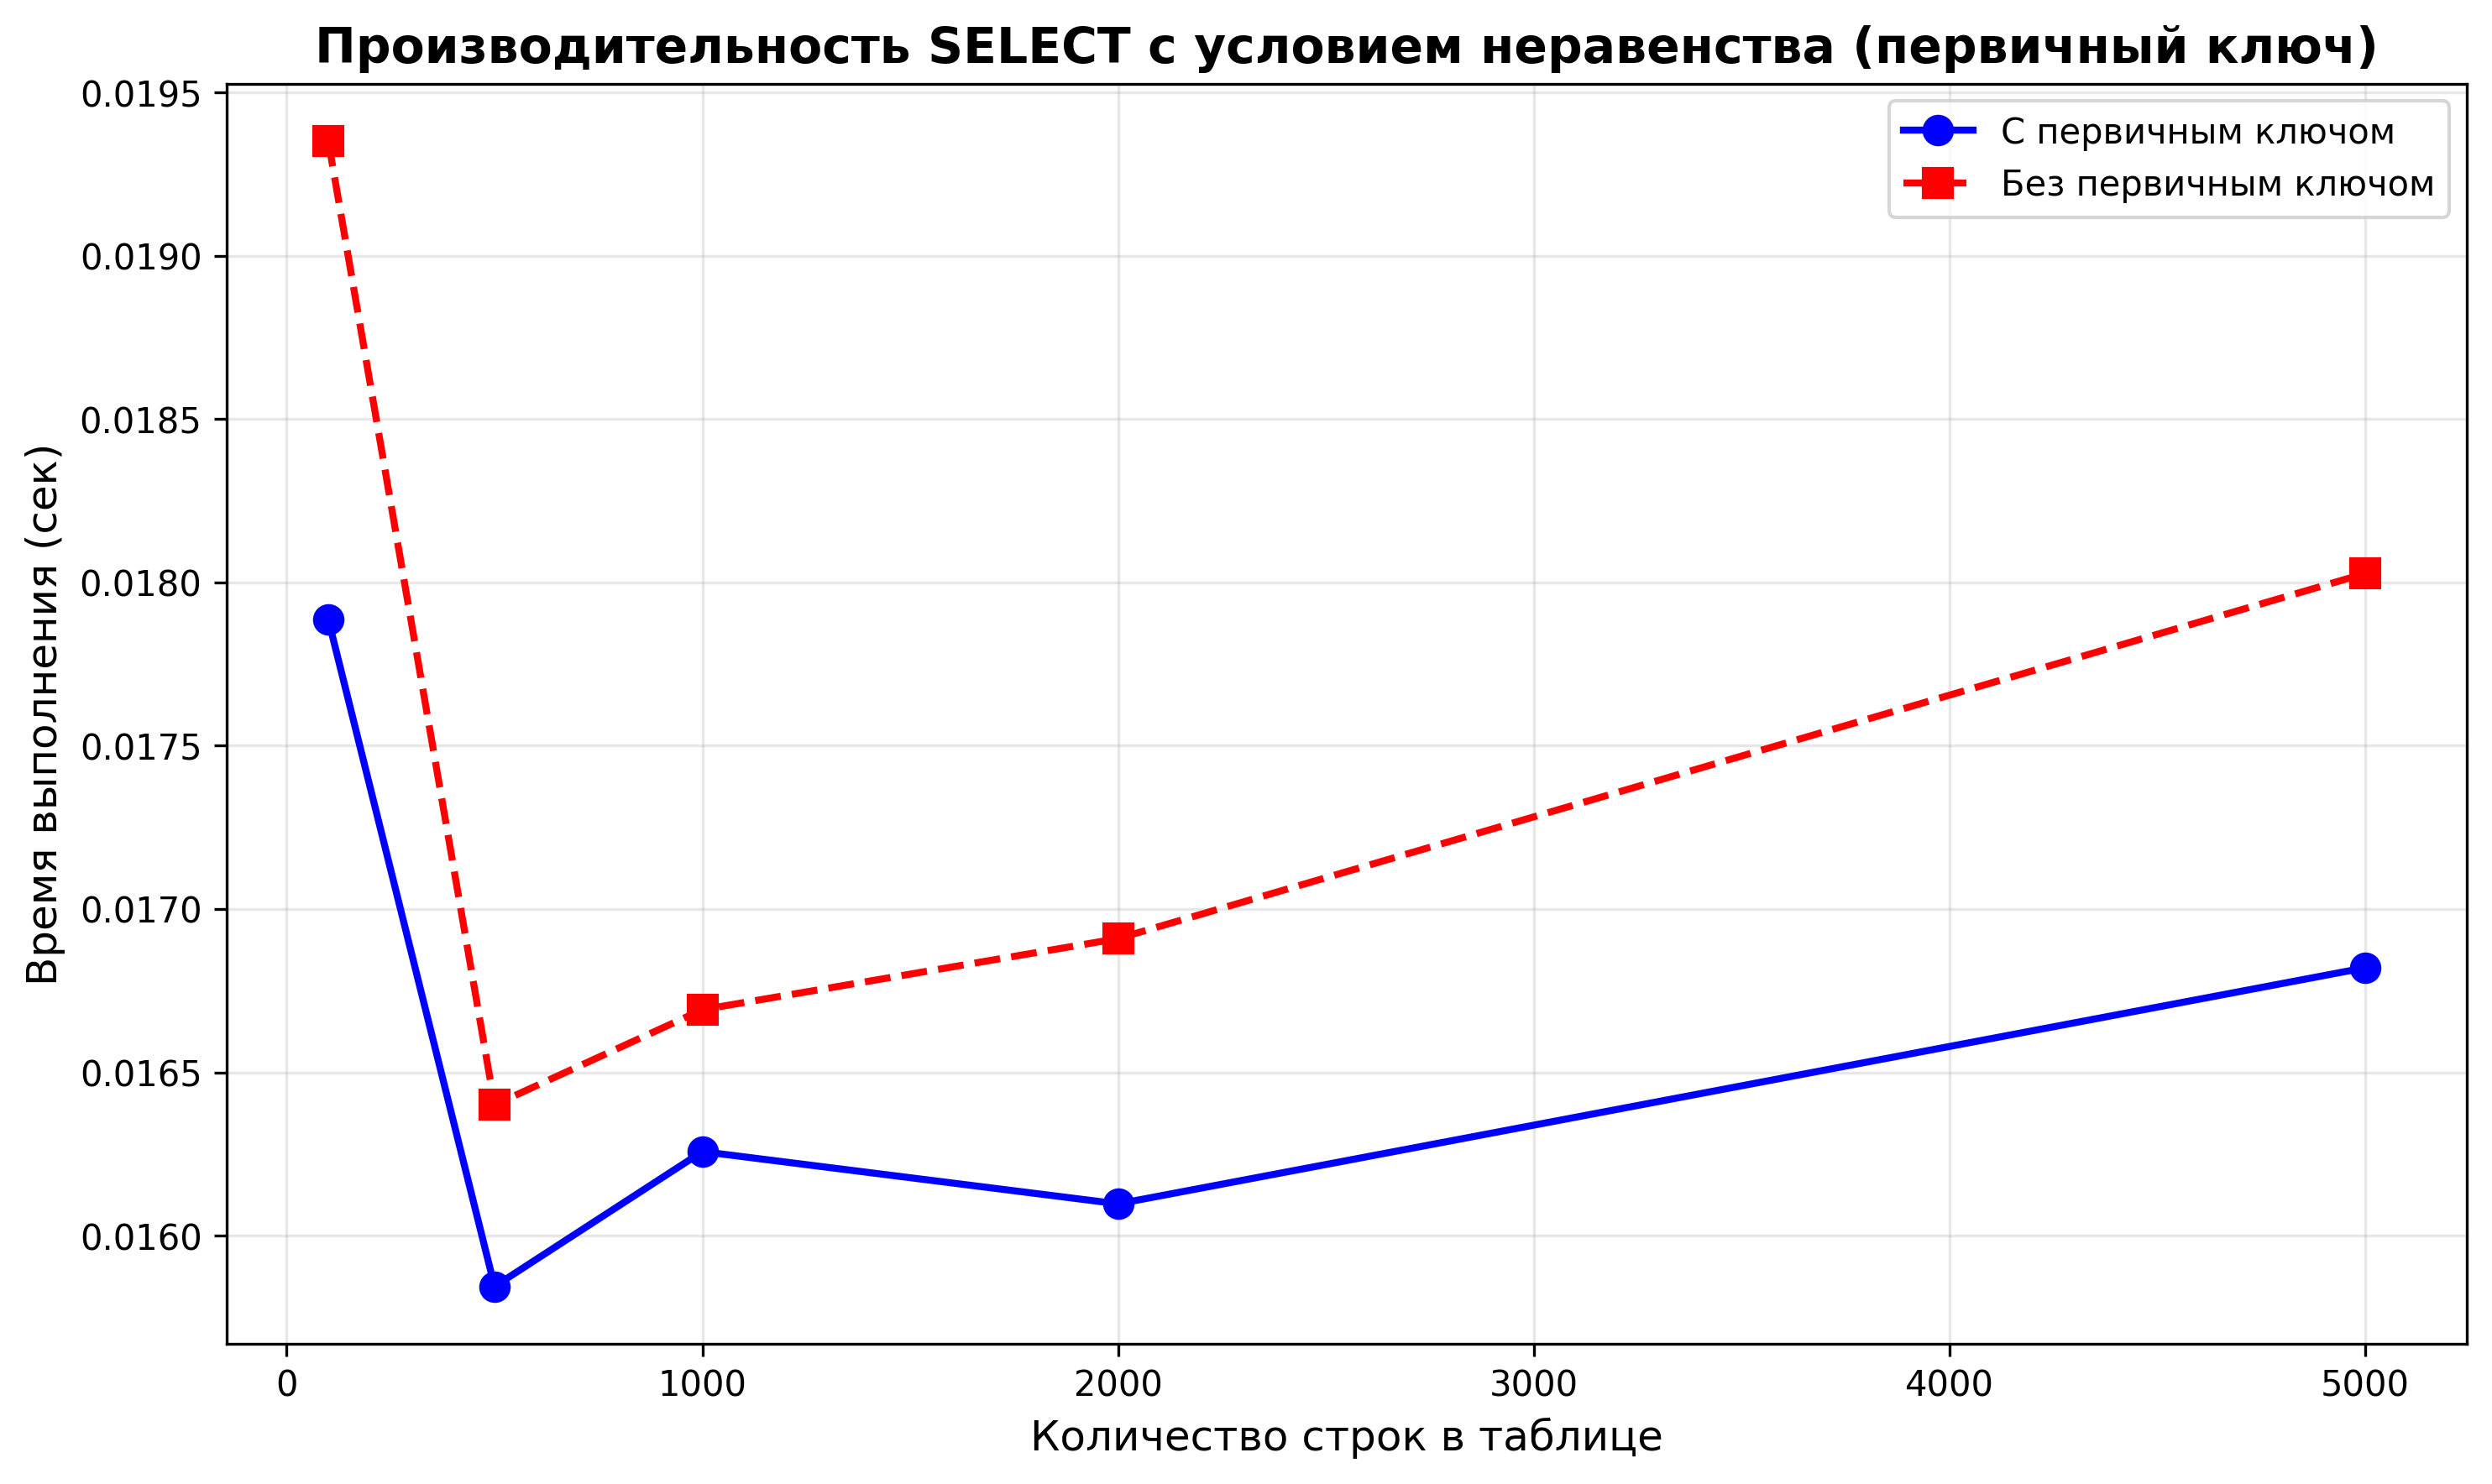 Производительность SELECT с условием неравенства (первичный ключ)
С первичным ключом
Без первичным ключом
Время выполнения (сек)
0.0195
0.0190
0.0185
0.0180
0.0175
0.0170
0.0165
0.0160
0 1000 2000 3000 4000 5000
Количество строк в таблице